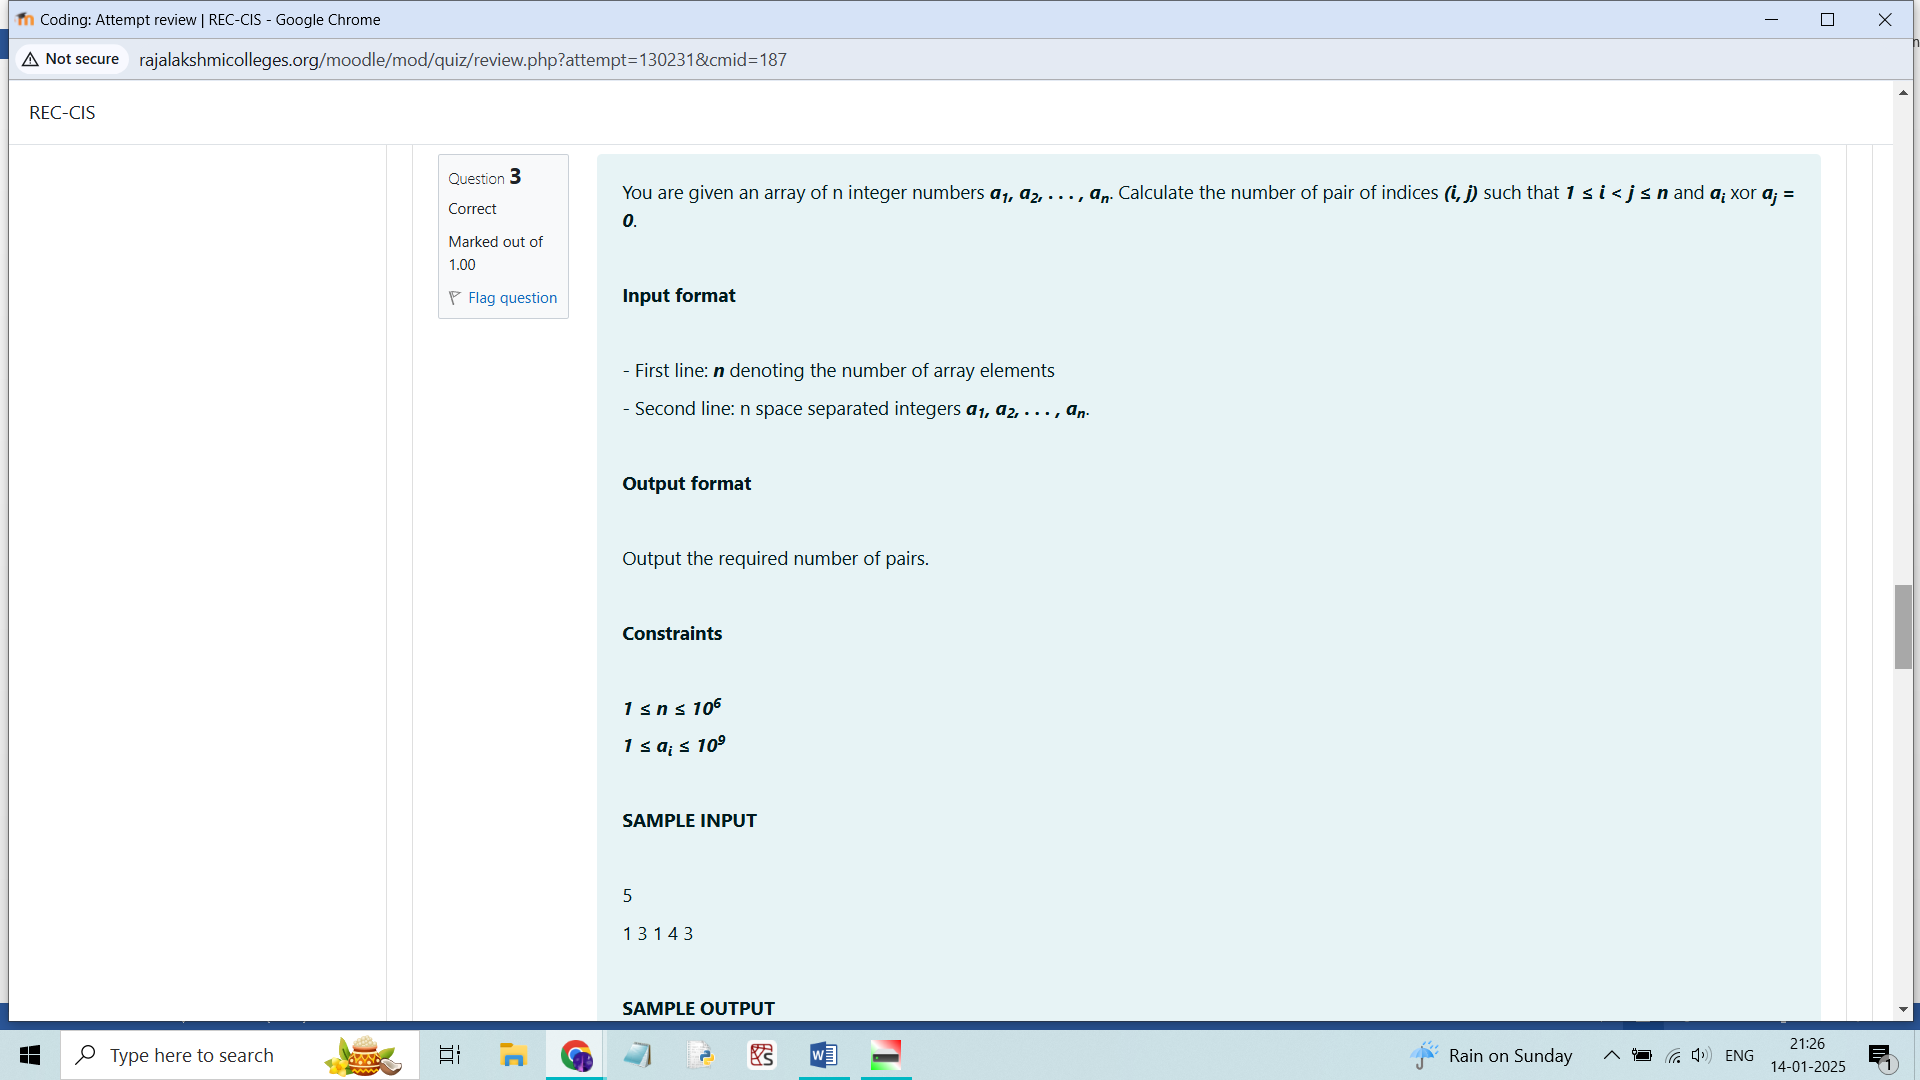 Coding: Attempt review | REC-CIS - Google Chrome
Not secure
rajalakshmicolleges.org/moodle/mod/quiz/review.php?attempt=130231&cmid=187
REC-CIS
Question 3
Correct
Marked out of
1.00
Flag question
You are given an array of n integer numbers a₁, a₂, . . . , aₙ. Calculate the number of pair of indices (i, j) such that 1 ≤ i < j ≤ n and aᵢ xor aⱼ =
0.
Input format
- First line: n denoting the number of array elements
- Second line: n space separated integers a₁, a₂, . . . , aₙ.
Output format
Output the required number of pairs.
Constraints
1 ≤ n ≤ 10⁶
1 ≤ aᵢ ≤ 10⁹
SAMPLE INPUT
5
1 3 1 4 3
SAMPLE OUTPUT
Type here to search
Rain on Sunday
ENG
21:26
14-01-2025
1